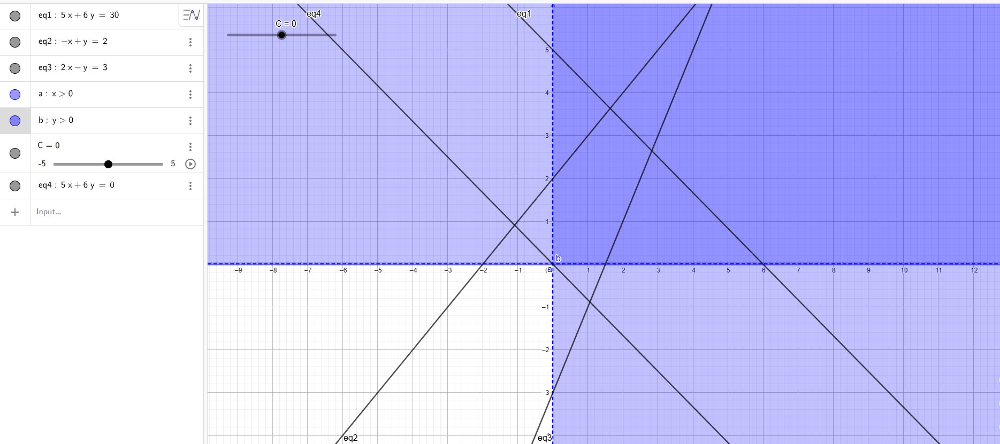 eq1 : 5 x + 6 y = 30
eq2 : −x + y = 2
eq3 : 2 x − y = 3
a : x > 0
b : y > 0
C = 0
-5 5
eq4 : 5 x + 6 y = 0
+ Input...
eq4 eq1
C = 0
5
4
3
2
1
b
−9 −8 −7 −6 −5 −4 −3 −2 −1 0 a 1 2 3 4 5 6 7 8 9 10 11 12
−1
−2
−3
eq2 eq3